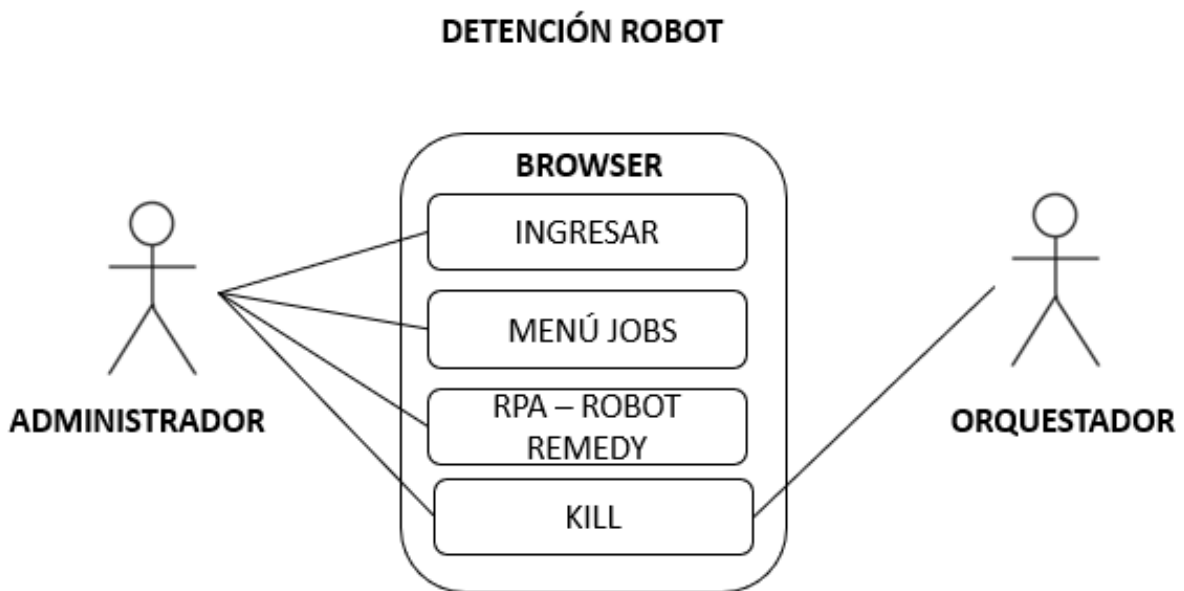 DETENCIÓN ROBOT
BROWSER
INGRESAR
MENÚ JOBS
RPA – ROBOT
REMEDY
KILL
ADMINISTRADOR
ORQUESTADOR